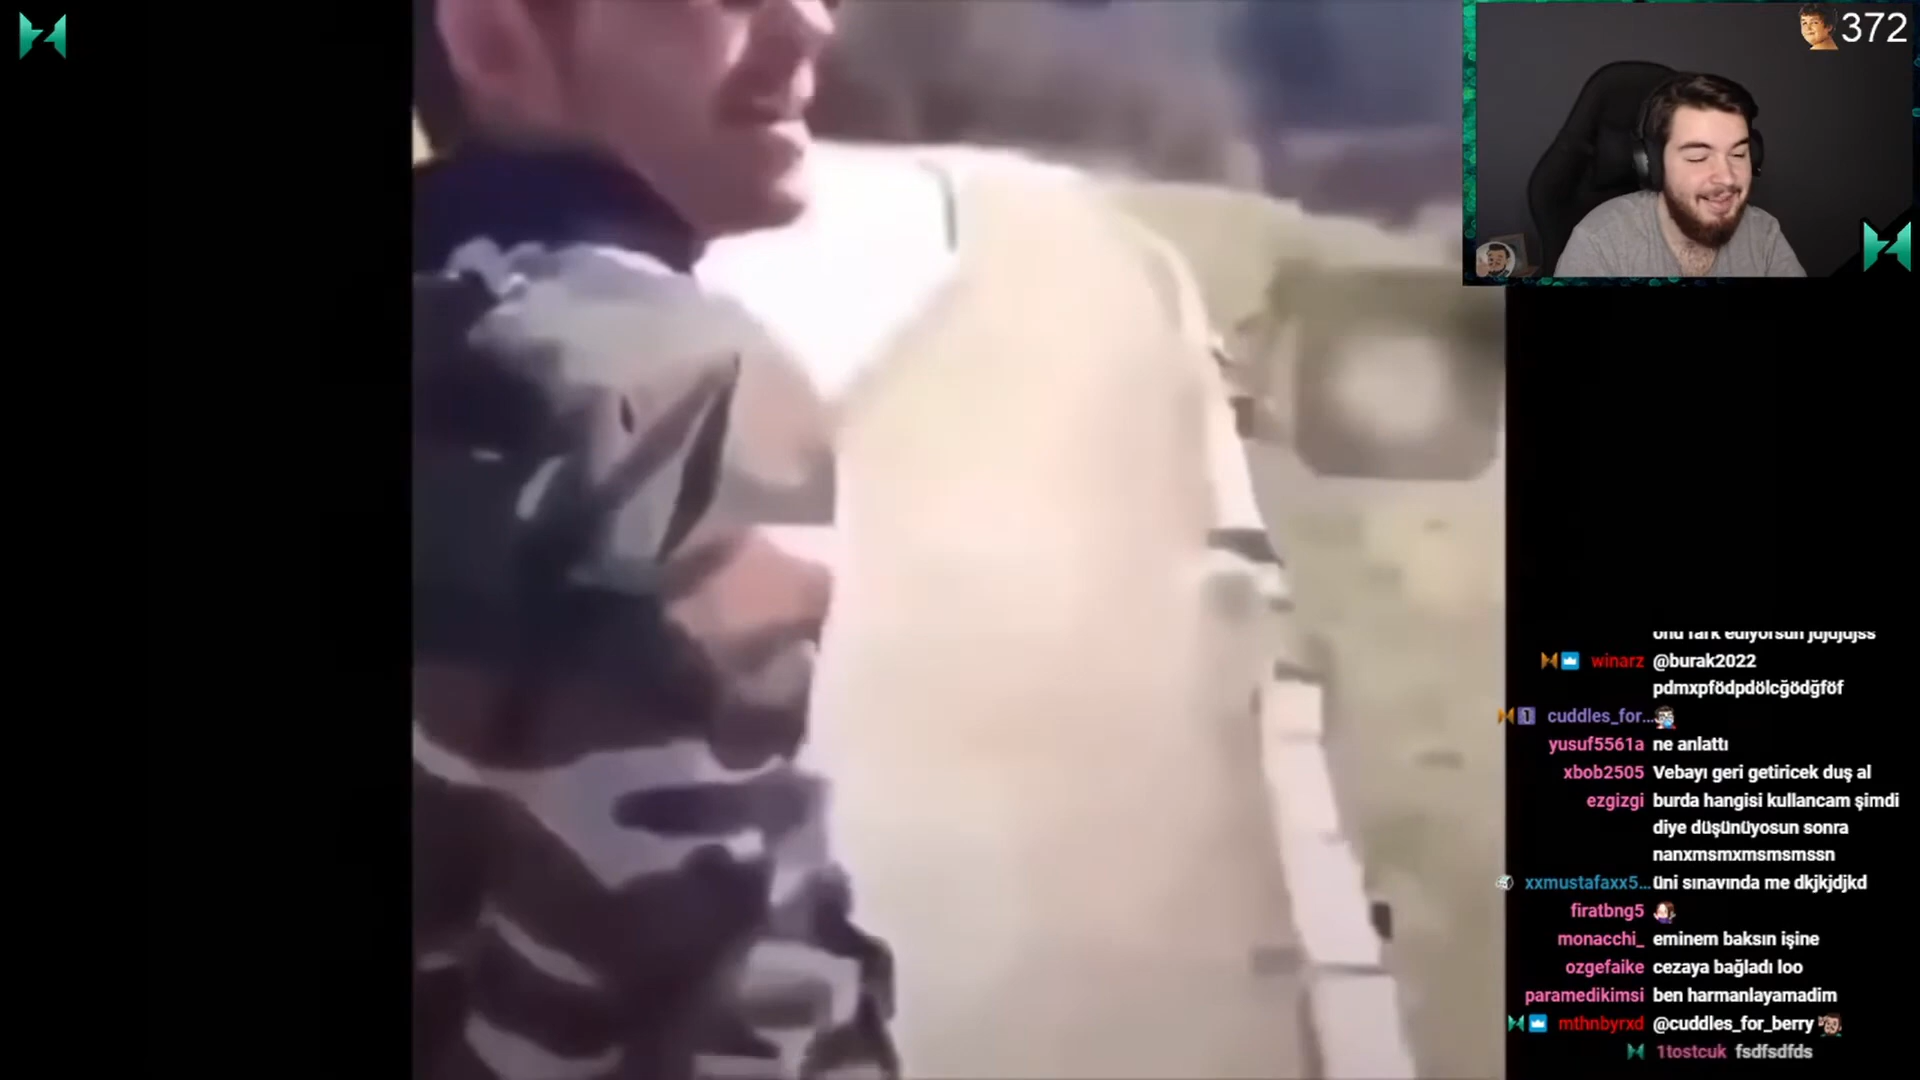 372
winarz @burak2022
pdmxpfödpdölcğödğföf
1 cuddles_for...
yusuf5561a ne anlattı
xbob2505 Vebayı geri getiricek duş al
ezgizgi burda hangisi kullancam şimdi
diye düşünüyosun sonra
nanxmsmxmsmsmssn
xxmustafaxx5... üni sınavında me dkjkjdjkd
firatbng5
monacchi_ eminem baksın işine
ozgefaike cezaya bağladı loo
paramedikimsi ben harmanlayamadim
mthnbyrxd @cuddles_for_berry
1tostcuk fsdfsdfds